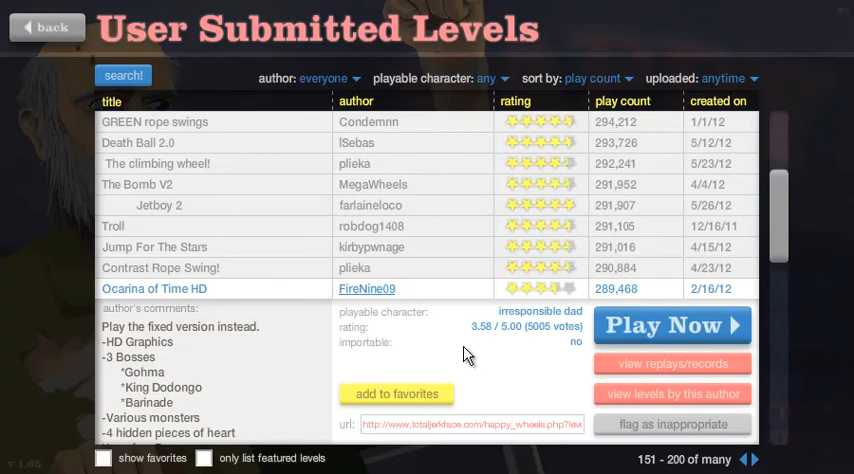 back
User Submitted Levels
search!
author: everyone playable character: any sort by: play count uploaded: anytime
title author rating play count created on
GREEN rope swings Condemnn 294,212 1/1/12
Death Ball 2.0 ISebas 293,726 5/12/12
The climbing wheel! plieka 292,241 5/23/12
The Bomb V2 MegaWheels 291,952 4/4/12
Jetboy 2 farlaineloco 291,907 5/26/12
Troll robdog1408 291,105 12/16/11
Jump For The Stars kirbypwnage 291,016 4/15/12
Contrast Rope Swing! plieka 290,884 4/23/12
Ocarina of Time HD FireNine09 289,468 2/16/12
author's comments:
Play the fixed version instead.
-HD Graphics
-3 Bosses
*Gohma
*King Dodongo
*Barinade
-Various monsters
-4 hidden pieces of heart
playable character: irresponsible dad
rating: 3.58 / 5.00 (5005 votes)
importable: no
add to favorites
url: http://www.totaljerkface.com/happy_wheels.php?lev
Play Now
view replays/records
view levels by this author
flag as inappropriate
v 1.65
show favorites only list featured levels 151 - 200 of many